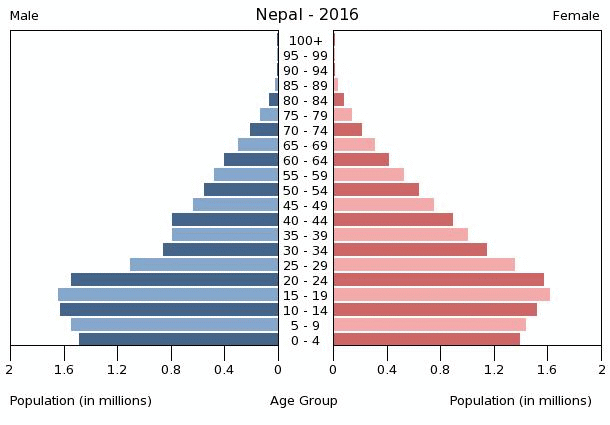 Male Nepal - 2016 Female
100+
95 - 99
90 - 94
85 - 89
80 - 84
75 - 79
70 - 74
65 - 69
60 - 64
55 - 59
50 - 54
45 - 49
40 - 44
35 - 39
30 - 34
25 - 29
20 - 24
15 - 19
10 - 14
5 - 9
0 - 4
2 1.6 1.2 0.8 0.4 0 0 0.4 0.8 1.2 1.6 2
Population (in millions) Age Group Population (in millions)